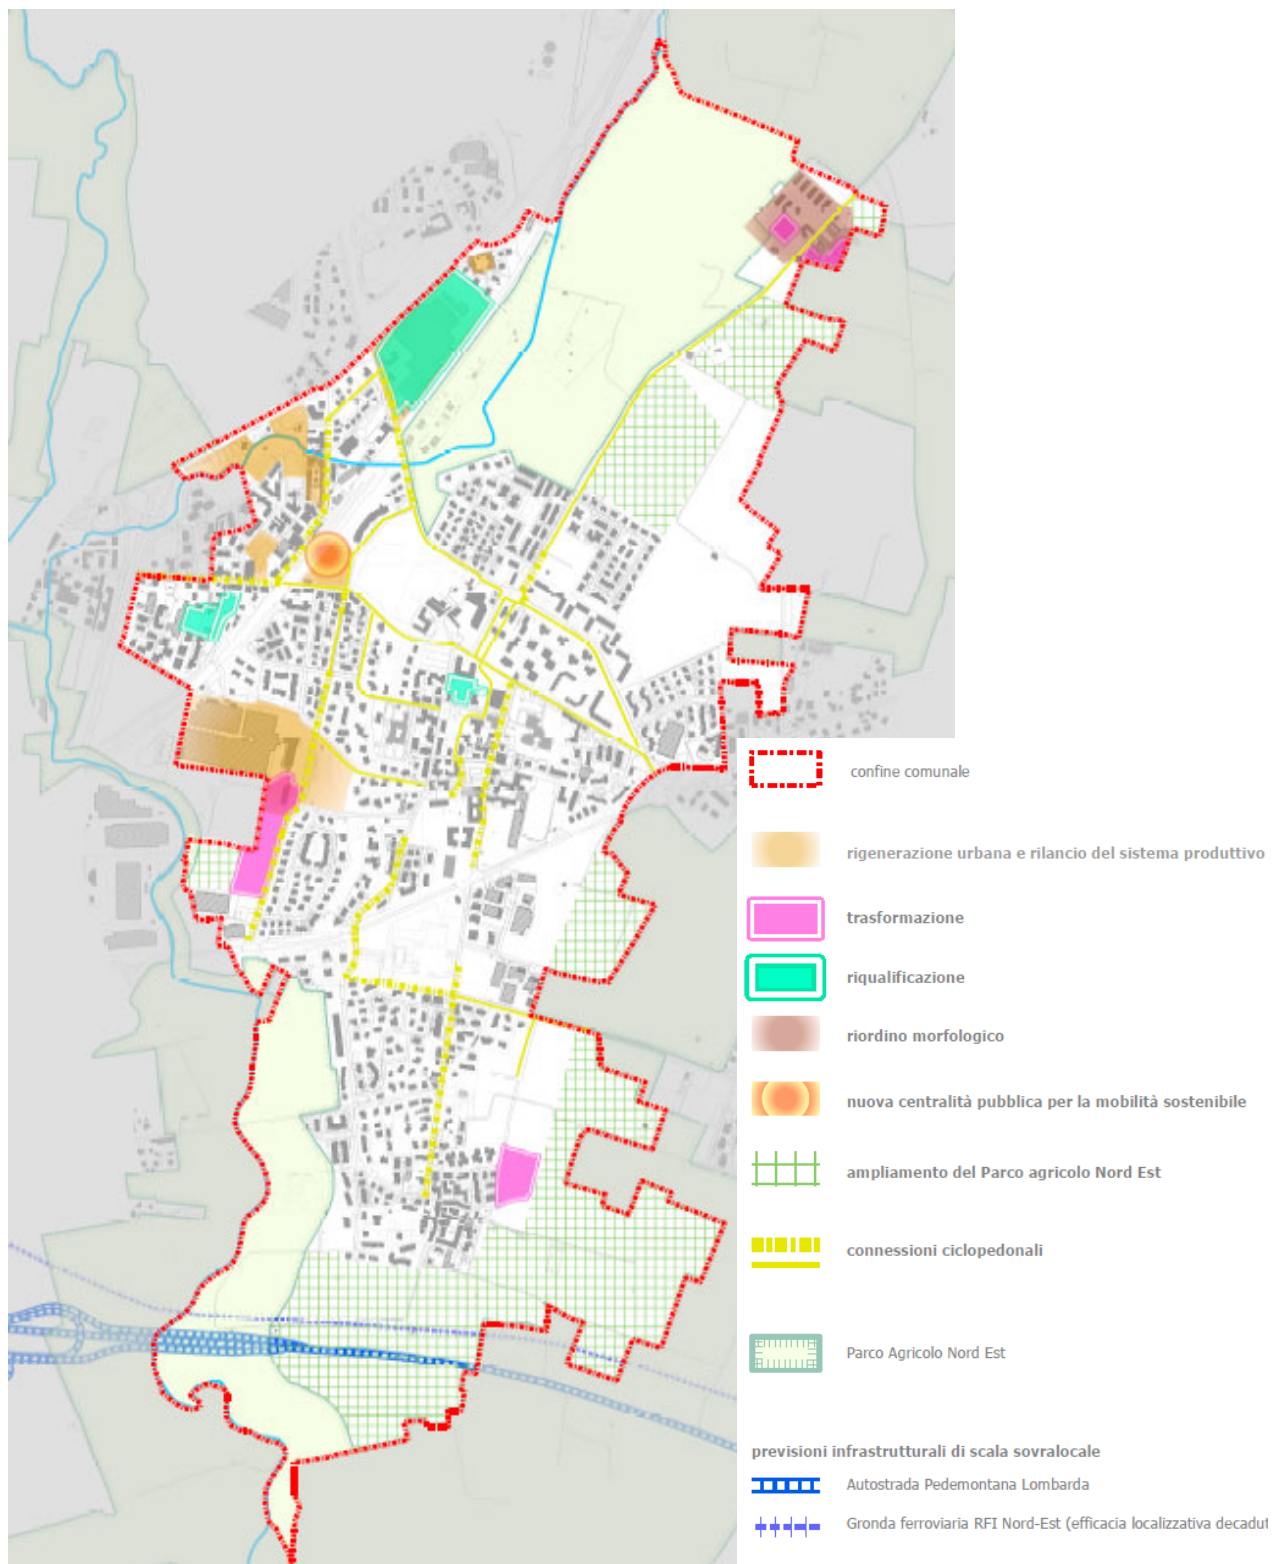 confine comunale
rigenerazione urbana e rilancio del sistema produttivo
trasformazione
riqualificazione
riordino morfologico
nuova centralità pubblica per la mobilità sostenibile
ampliamento del Parco agricolo Nord Est
connessioni ciclopedonali
Parco Agricolo Nord Est
previsioni infrastrutturali di scala sovralocale
Autostrada Pedemontana Lombarda
Gronda ferroviaria RFI Nord-Est (efficacia localizzativa decadut